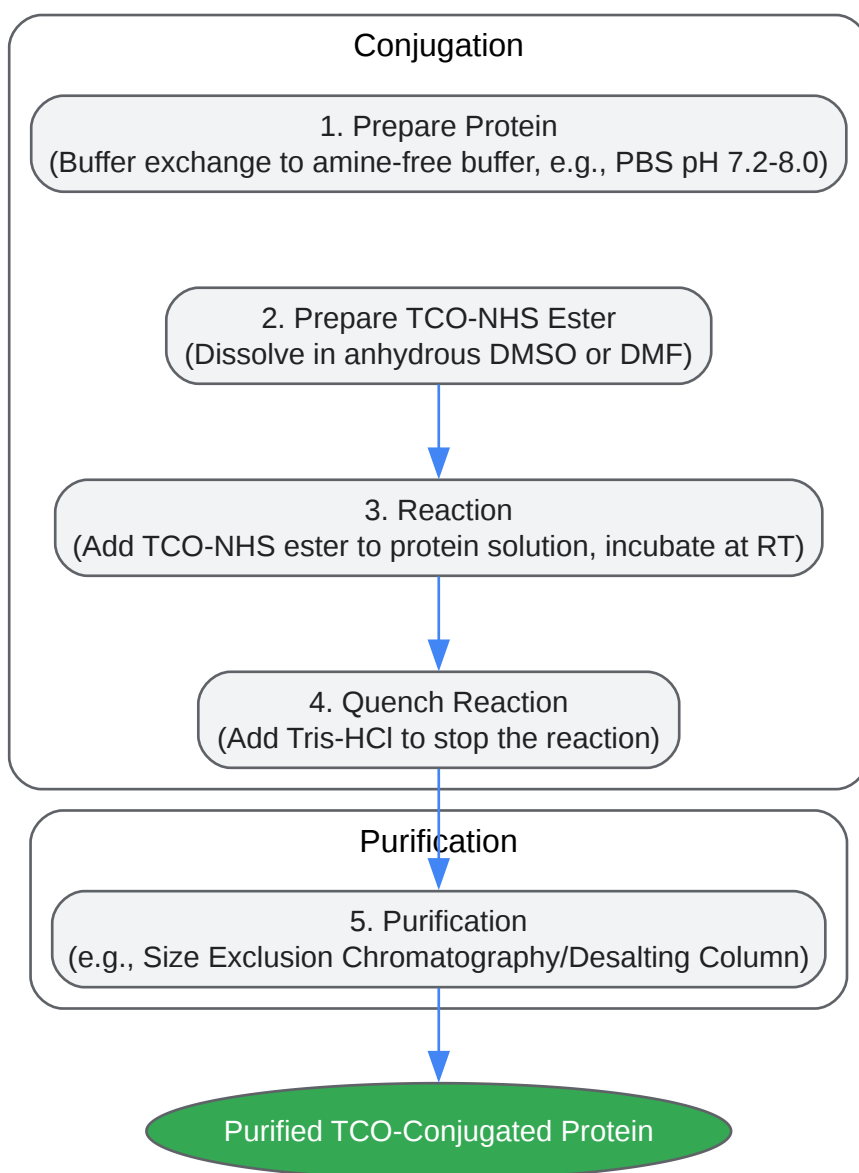 Conjugation
1. Prepare Protein
(Buffer exchange to amine-free buffer, e.g., PBS pH 7.2-8.0)
2. Prepare TCO-NHS Ester
(Dissolve in anhydrous DMSO or DMF)
3. Reaction
(Add TCO-NHS ester to protein solution, incubate at RT)
4. Quench Reaction
(Add Tris-HCl to stop the reaction)
Purification
5. Purification
(e.g., Size Exclusion Chromatography/Desalting Column)
Purified TCO-Conjugated Protein